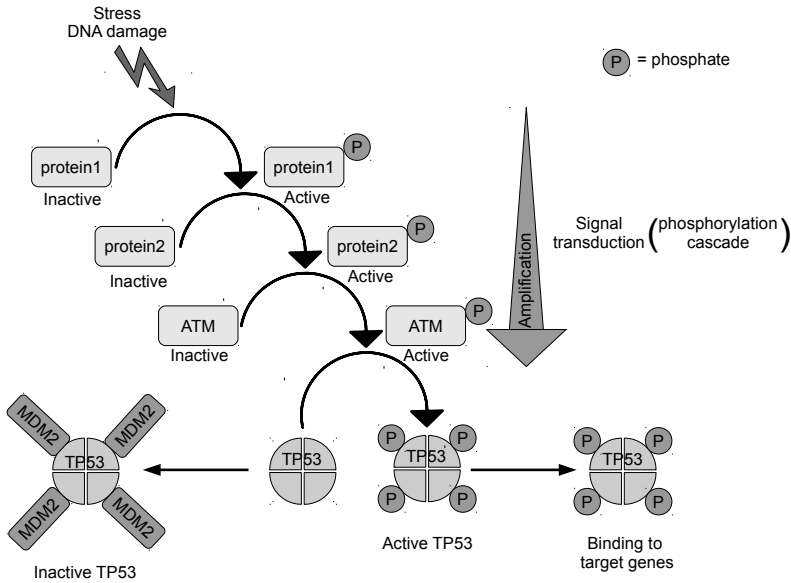 Stress
DNA damage
P = phosphate
protein1
Inactive
protein1
P
Active
protein2
Inactive
protein2
P
Active
Amplification
Signal
transduction
(phosphorylation
cascade)
ATM
Inactive
ATM
P
Active
MDM2
MDM2
TP53
MDM2
MDM2
Inactive TP53
TP53
P
P
TP53
P
P
Active TP53
P
P
TP53
P
P
Binding to
target genes